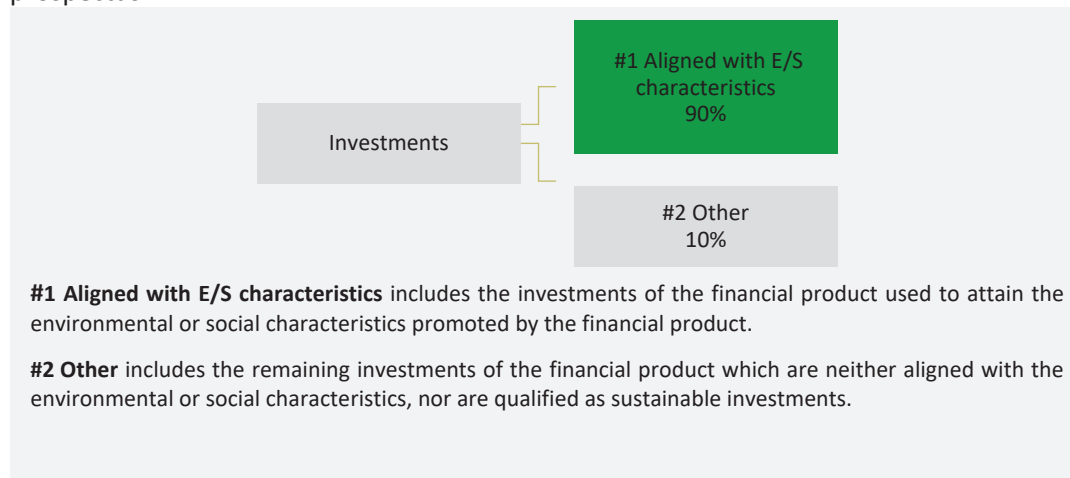 #1 Aligned with E/S
characteristics
90%
Investments
#2 Other
10%
#1 Aligned with E/S characteristics includes the investments of the financial product used to attain the
environmental or social characteristics promoted by the financial product.
#2 Other includes the remaining investments of the financial product which are neither aligned with the
environmental or social characteristics, nor are qualified as sustainable investments.